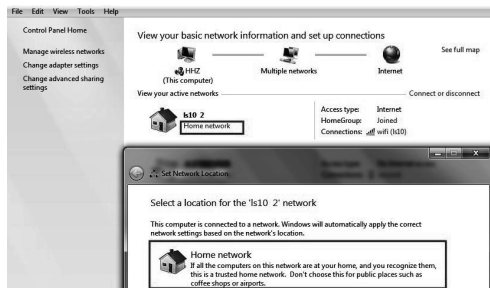 File Edit View Tools Help
Control Panel Home
Manage wireless networks
Change adapter settings
Change advanced sharing
settings
View your basic network information and set up connections
See full map
HHZ
(This computer)
Multiple networks
Internet
View your active networks
Connect or disconnect
ls10 2
Home network
Access type: Internet
HomeGroup: Joined
Connections: wifi (ls10)
Set Network Location
Select a location for the 'ls10 2' network
This computer is connected to a network. Windows will automatically apply the correct
network settings based on the network's location.
Home network
If all the computers on this network are at your home, and you recognize them,
this is a trusted home network. Don't choose this for public places such as
coffee shops or airports.